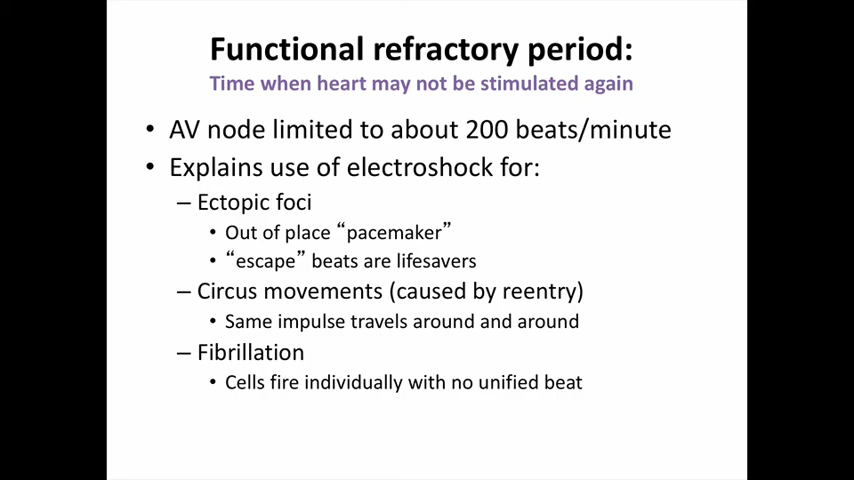 Functional refractory period:
Time when heart may not be stimulated again
• AV node limited to about 200 beats/minute
• Explains use of electroshock for:
– Ectopic foci
• Out of place “pacemaker”
• “escape” beats are lifesavers
– Circus movements (caused by reentry)
• Same impulse travels around and around
– Fibrillation
• Cells fire individually with no unified beat